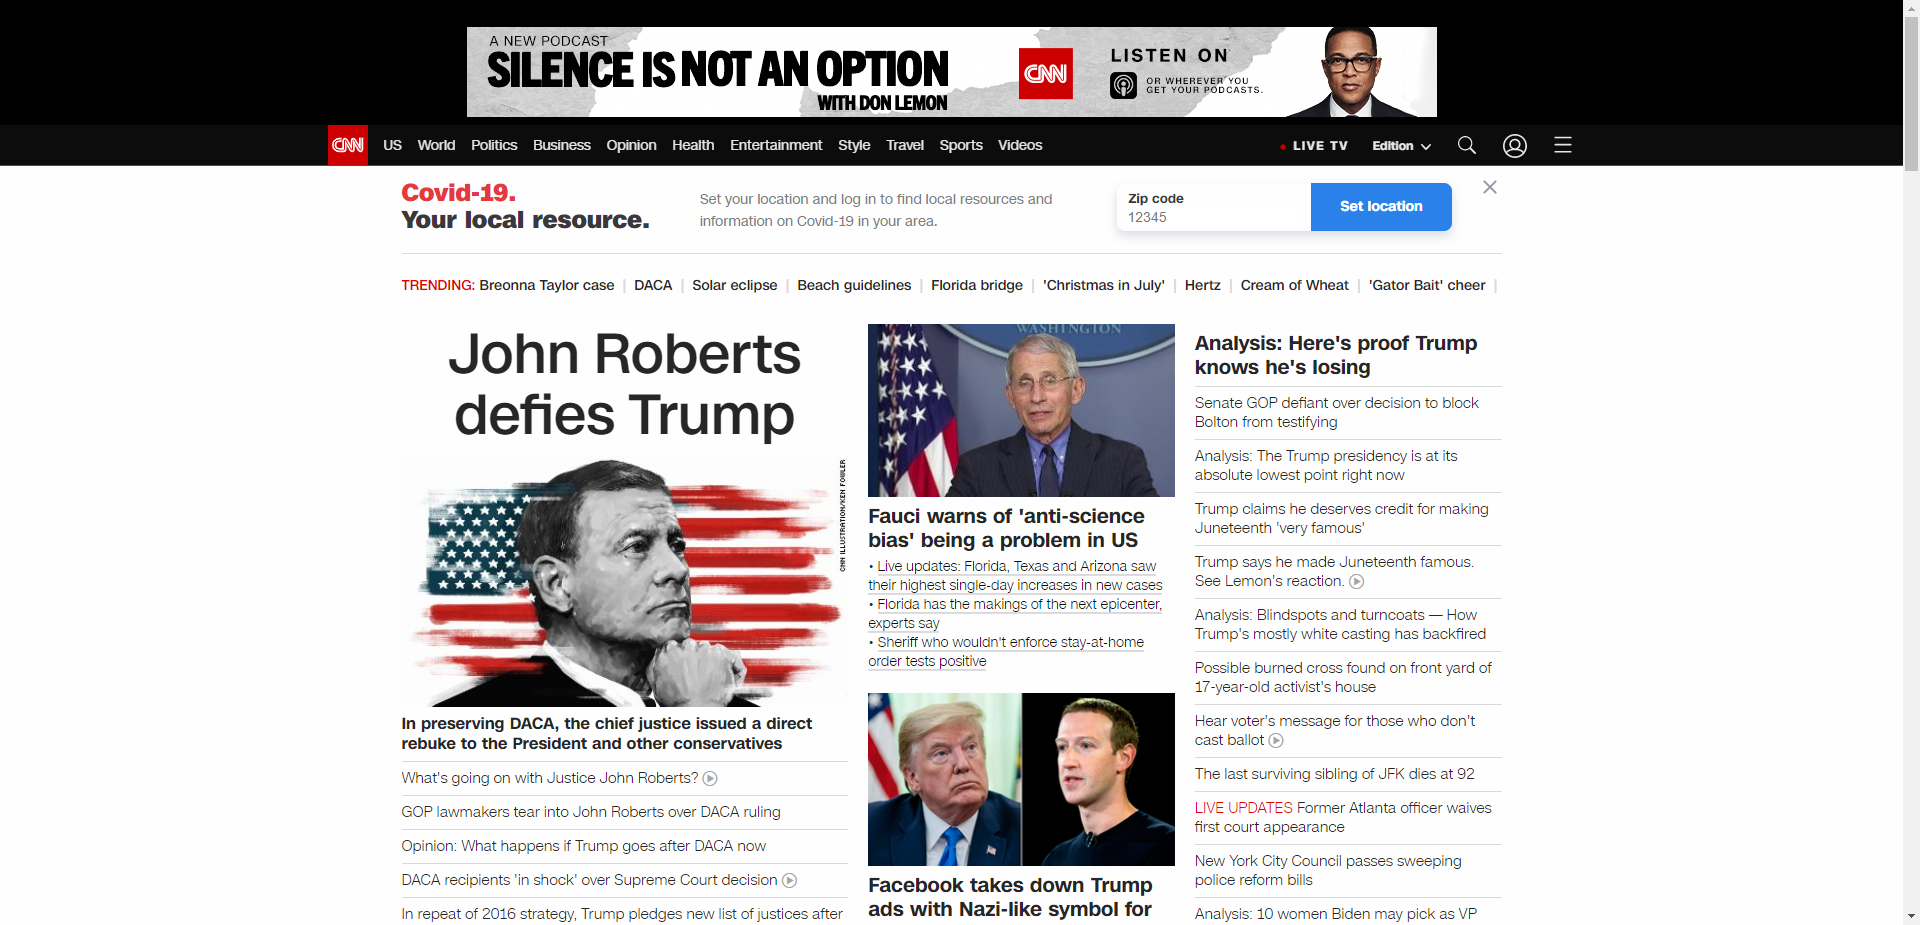 A NEW PODCAST
SILENCE IS NOT AN OPTION
WITH DON LEMON
CNN
LISTEN ON
OR WHEREVER YOU
GET YOUR PODCASTS.
CNN
US World Politics Business Opinion Health Entertainment Style Travel Sports Videos
LIVE TV Edition
Covid-19.
Your local resource.
Set your location and log in to find local resources and
information on Covid-19 in your area.
Zip code
12345
Set location
TRENDING: Breonna Taylor case | DACA | Solar eclipse | Beach guidelines | Florida bridge | 'Christmas in July' | Hertz | Cream of Wheat | 'Gator Bait' cheer |
John Roberts
defies Trump
CNN ILLUSTRATION/KEN FOWLER
In preserving DACA, the chief justice issued a direct
rebuke to the President and other conservatives
What's going on with Justice John Roberts?
GOP lawmakers tear into John Roberts over DACA ruling
Opinion: What happens if Trump goes after DACA now
DACA recipients 'in shock' over Supreme Court decision
In repeat of 2016 strategy, Trump pledges new list of justices after
WASHINGTON
Fauci warns of 'anti-science
bias' being a problem in US
• Live updates: Florida, Texas and Arizona saw
their highest single-day increases in new cases
• Florida has the makings of the next epicenter,
experts say
• Sheriff who wouldn't enforce stay-at-home
order tests positive
Facebook takes down Trump
ads with Nazi-like symbol for
Analysis: Here's proof Trump
knows he's losing
Senate GOP defiant over decision to block
Bolton from testifying
Analysis: The Trump presidency is at its
absolute lowest point right now
Trump claims he deserves credit for making
Juneteenth 'very famous'
Trump says he made Juneteenth famous.
See Lemon's reaction.
Analysis: Blindspots and turncoats — How
Trump's mostly white casting has backfired
Possible burned cross found on front yard of
17-year-old activist's house
Hear voter's message for those who don't
cast ballot
The last surviving sibling of JFK dies at 92
LIVE UPDATES Former Atlanta officer waives
first court appearance
New York City Council passes sweeping
police reform bills
Analysis: 10 women Biden may pick as VP